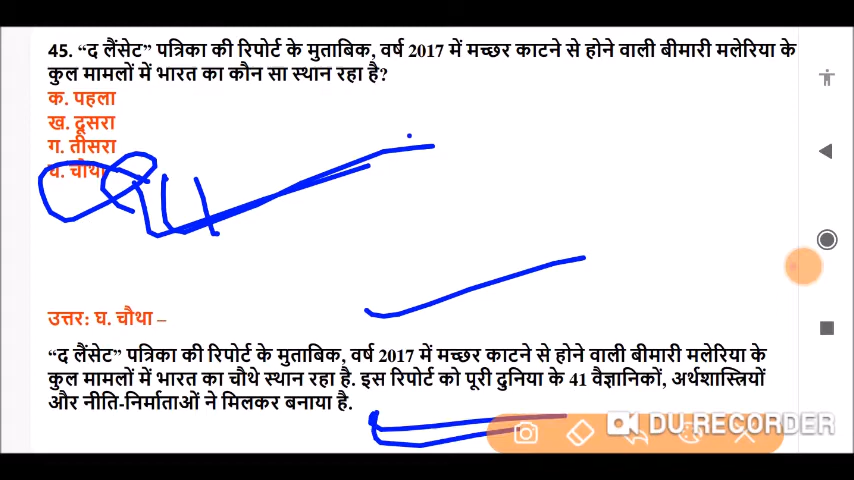 45. “द लैंसेट” पत्रिका की रिपोर्ट के मुताबिक, वर्ष 2017 में मच्छर काटने से होने वाली बीमारी मलेरिया के
कुल मामलों में भारत का कौन सा स्थान रहा है?
क. पहला
ख. दूसरा
ग. तीसरा
घ. चौथा
उत्तर: घ. चौथा –
“द लैंसेट” पत्रिका की रिपोर्ट के मुताबिक, वर्ष 2017 में मच्छर काटने से होने वाली बीमारी मलेरिया के
कुल मामलों में भारत का चौथे स्थान रहा है. इस रिपोर्ट को पूरी दुनिया के 41 वैज्ञानिकों, अर्थशास्त्रियों
और नीति-निर्माताओं ने मिलकर बनाया है.
DU RECORDER